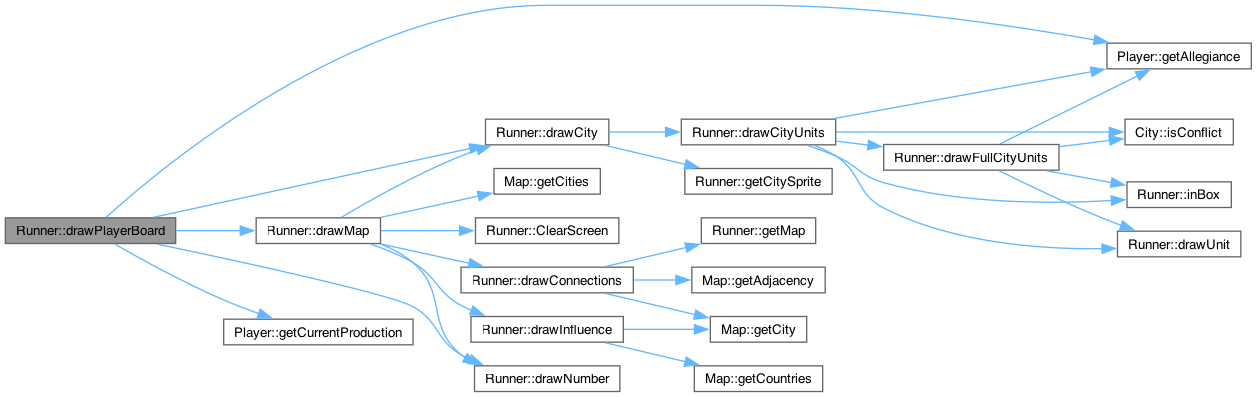 Runner::drawPlayerBoard
Player::getAllegiance
Runner::drawCity
Runner::drawCityUnits
City::isConflict
Runner::drawFullCityUnits
Map::getCities
Runner::getCitySprite
Runner::inBox
Runner::drawMap
Runner::ClearScreen
Runner::getMap
Runner::drawUnit
Runner::drawConnections
Map::getAdjacency
Player::getCurrentProduction
Runner::drawInfluence
Map::getCity
Runner::drawNumber
Map::getCountries